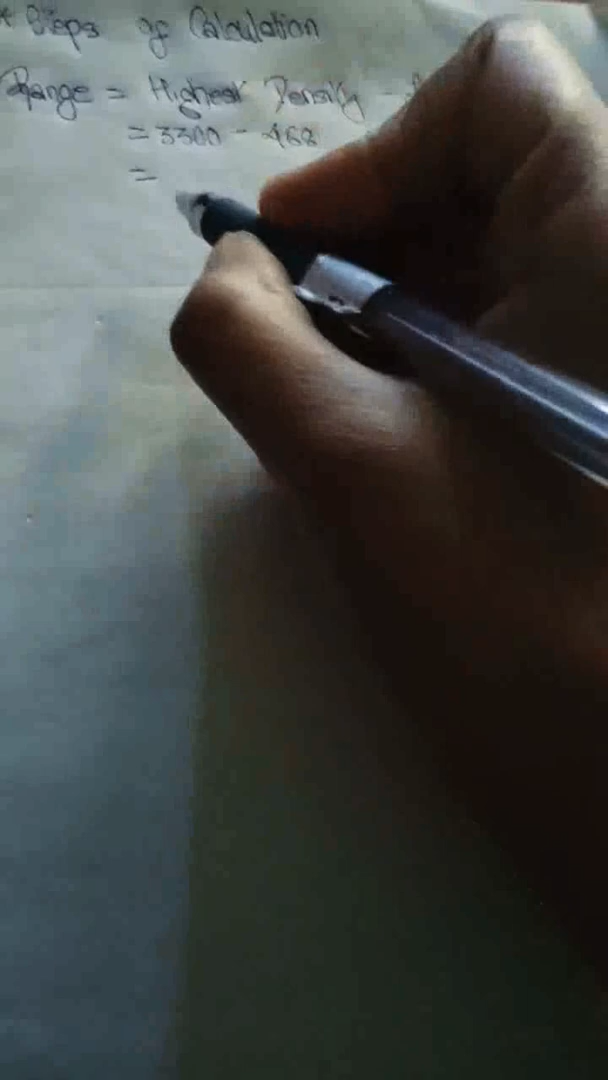 * Steps of Calculation
Range = Highest Density -
= 3300 - 468
=